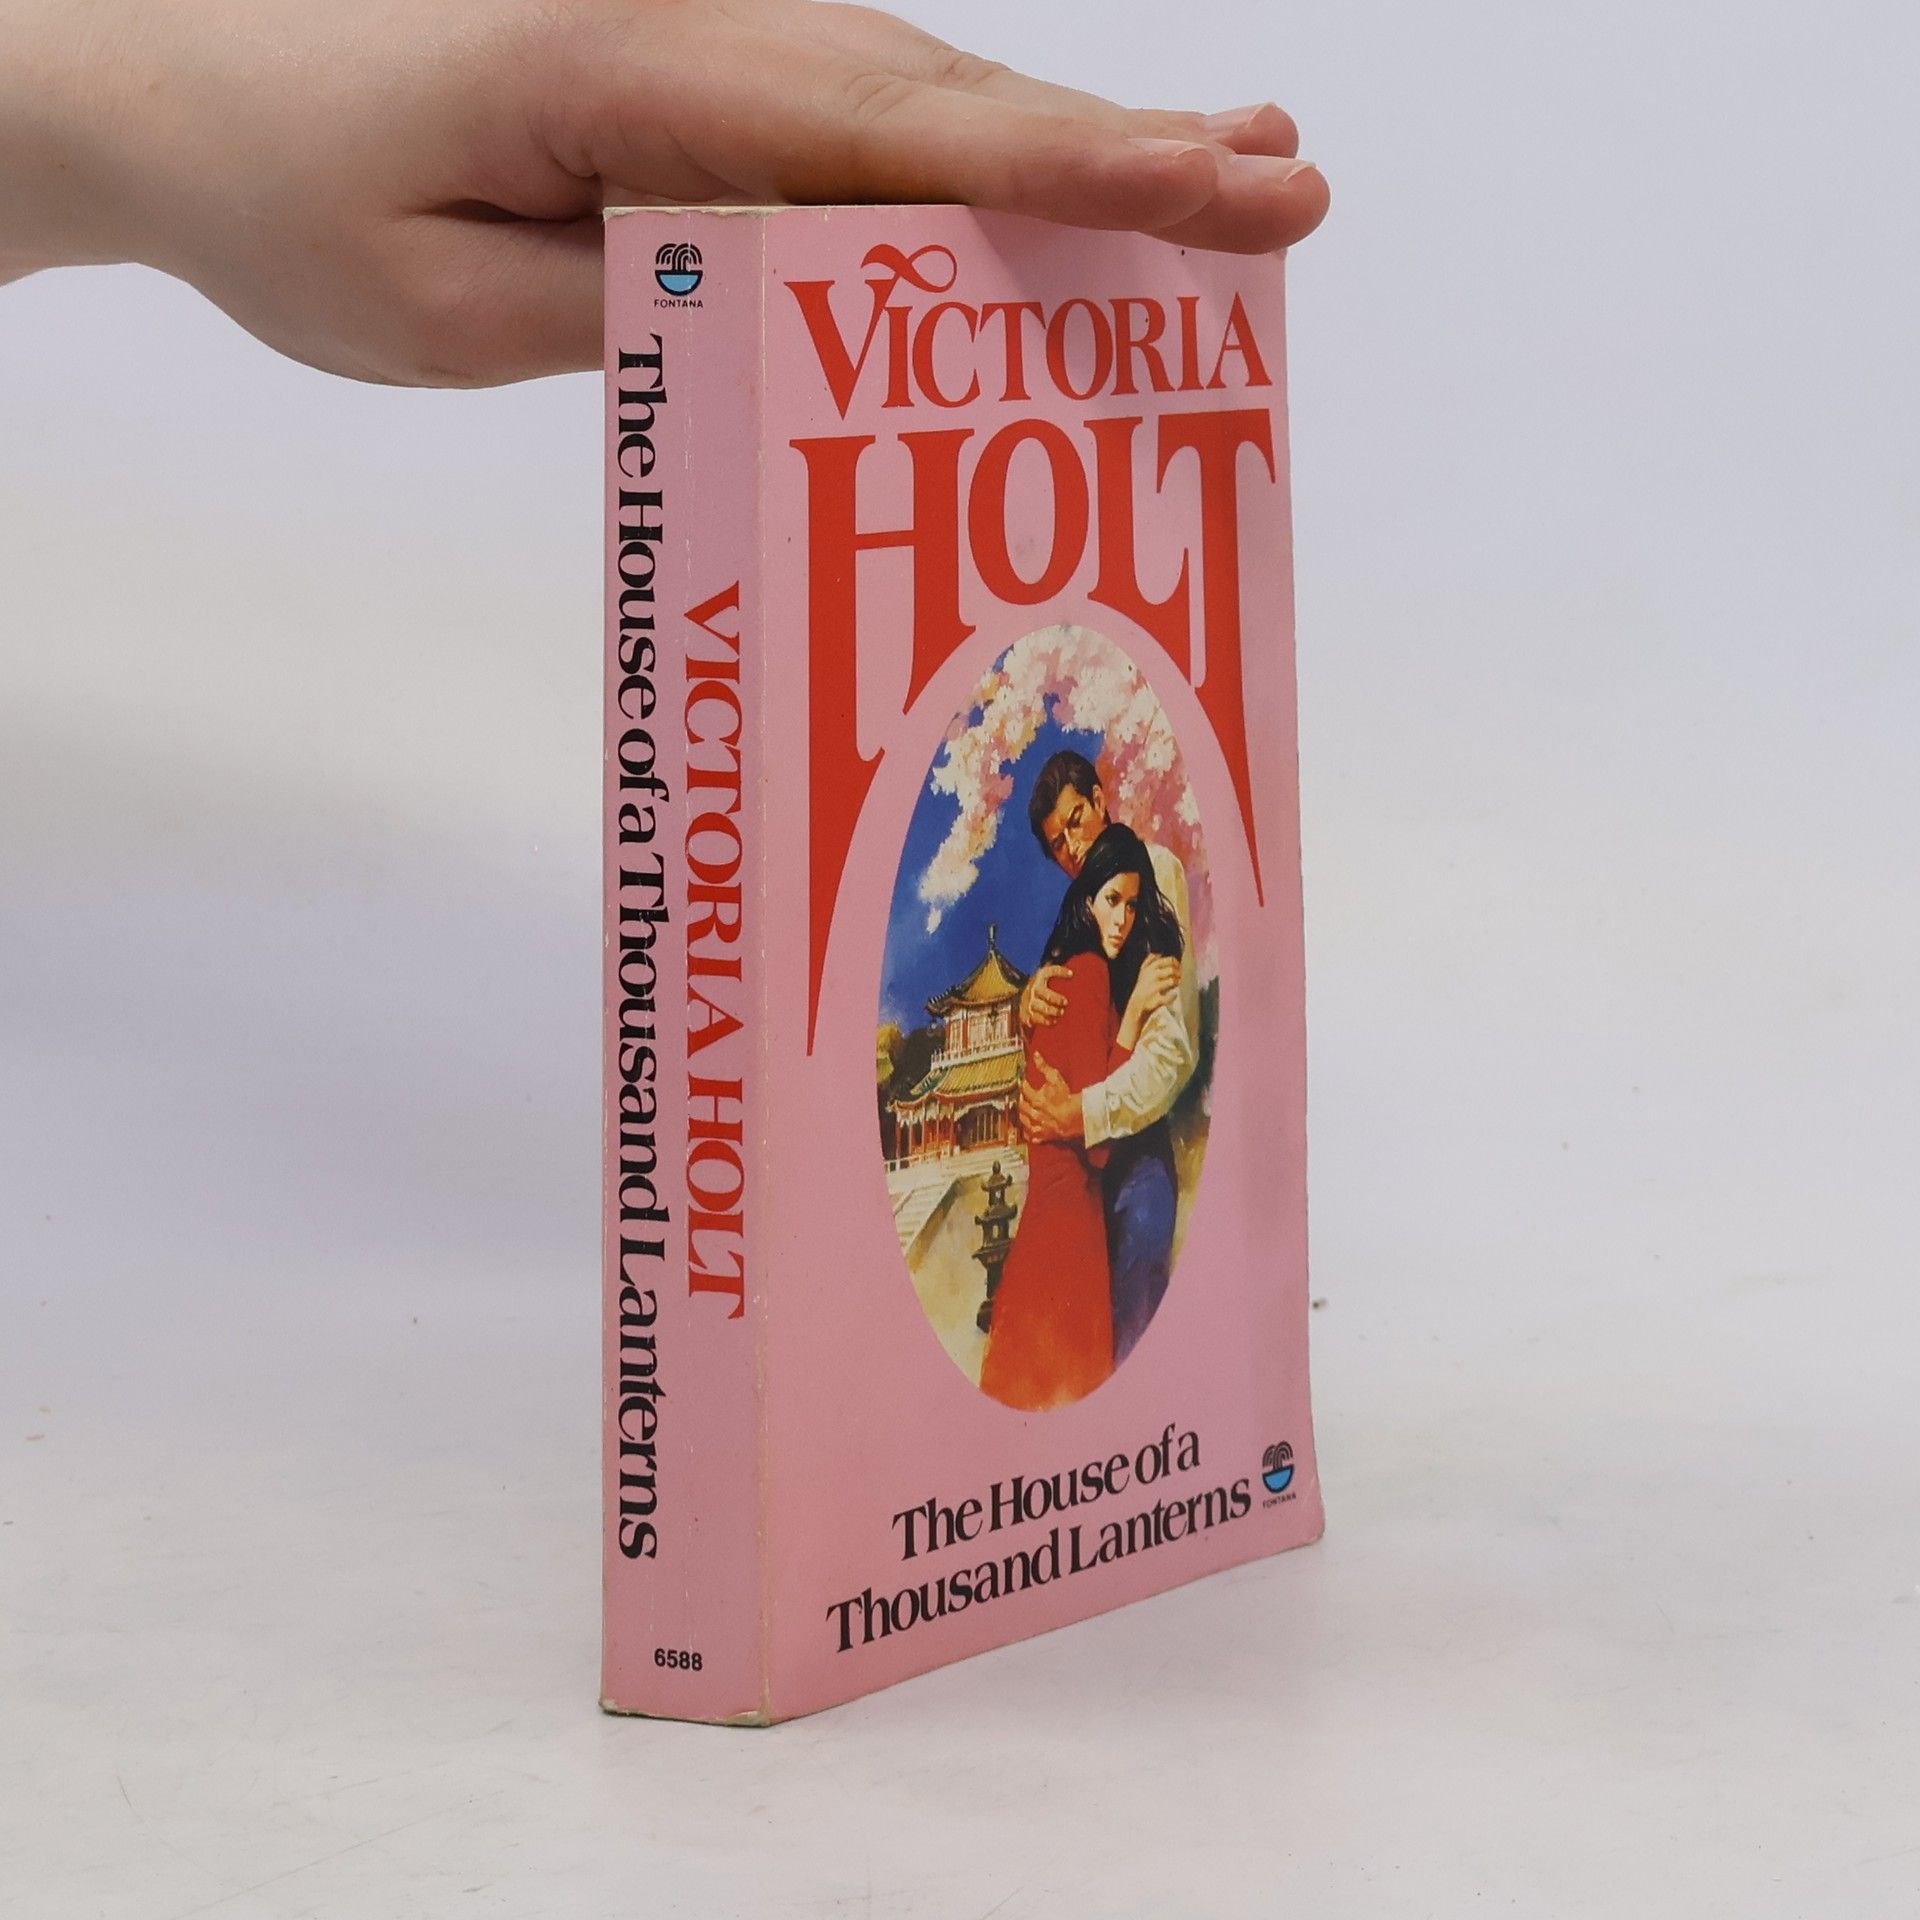 FONTANA
The House of a Thousand Lanterns
VICTORIA HOLT
6588
VICTORIA
HOLT
The House of a
Thousand Lanterns
FONTANA